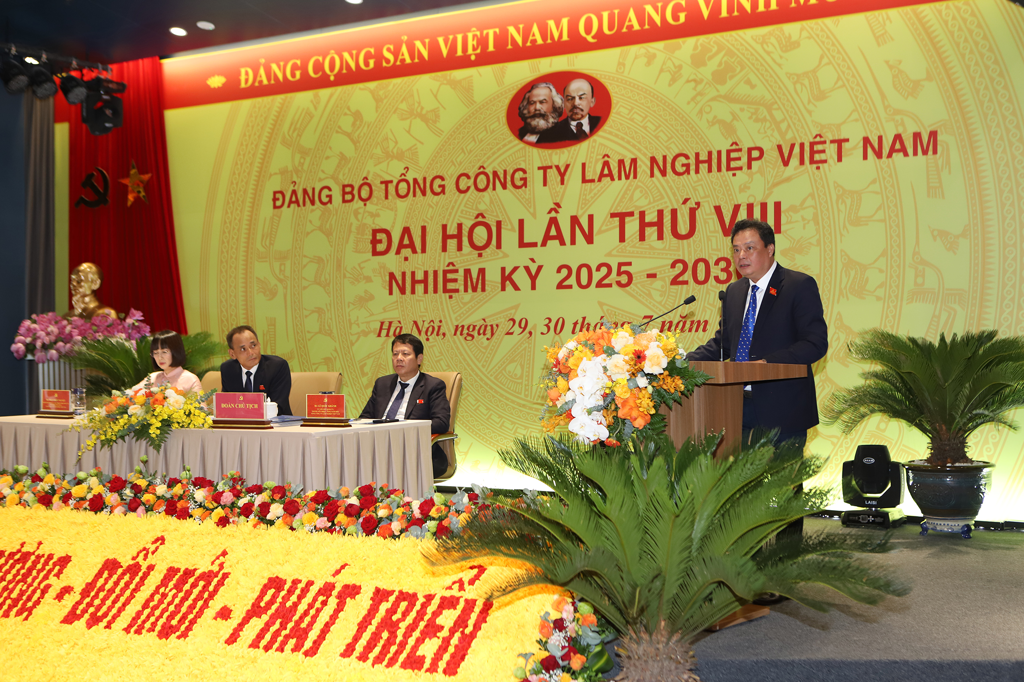 ĐẢNG CỘNG SẢN VIỆT NAM QUANG VINH
ĐẢNG BỘ TỔNG CÔNG TY LÂM NGHIỆP VIỆT NAM
ĐẠI HỘI LẦN THỨ VIII
NHIỆM KỲ 2025 - 203
Hà Nội, ngày 29, 30 tháng 7 năm
ĐOÀN CHỦ TỊCH
- ĐỔI MỚI - PHÁT TRIỂN